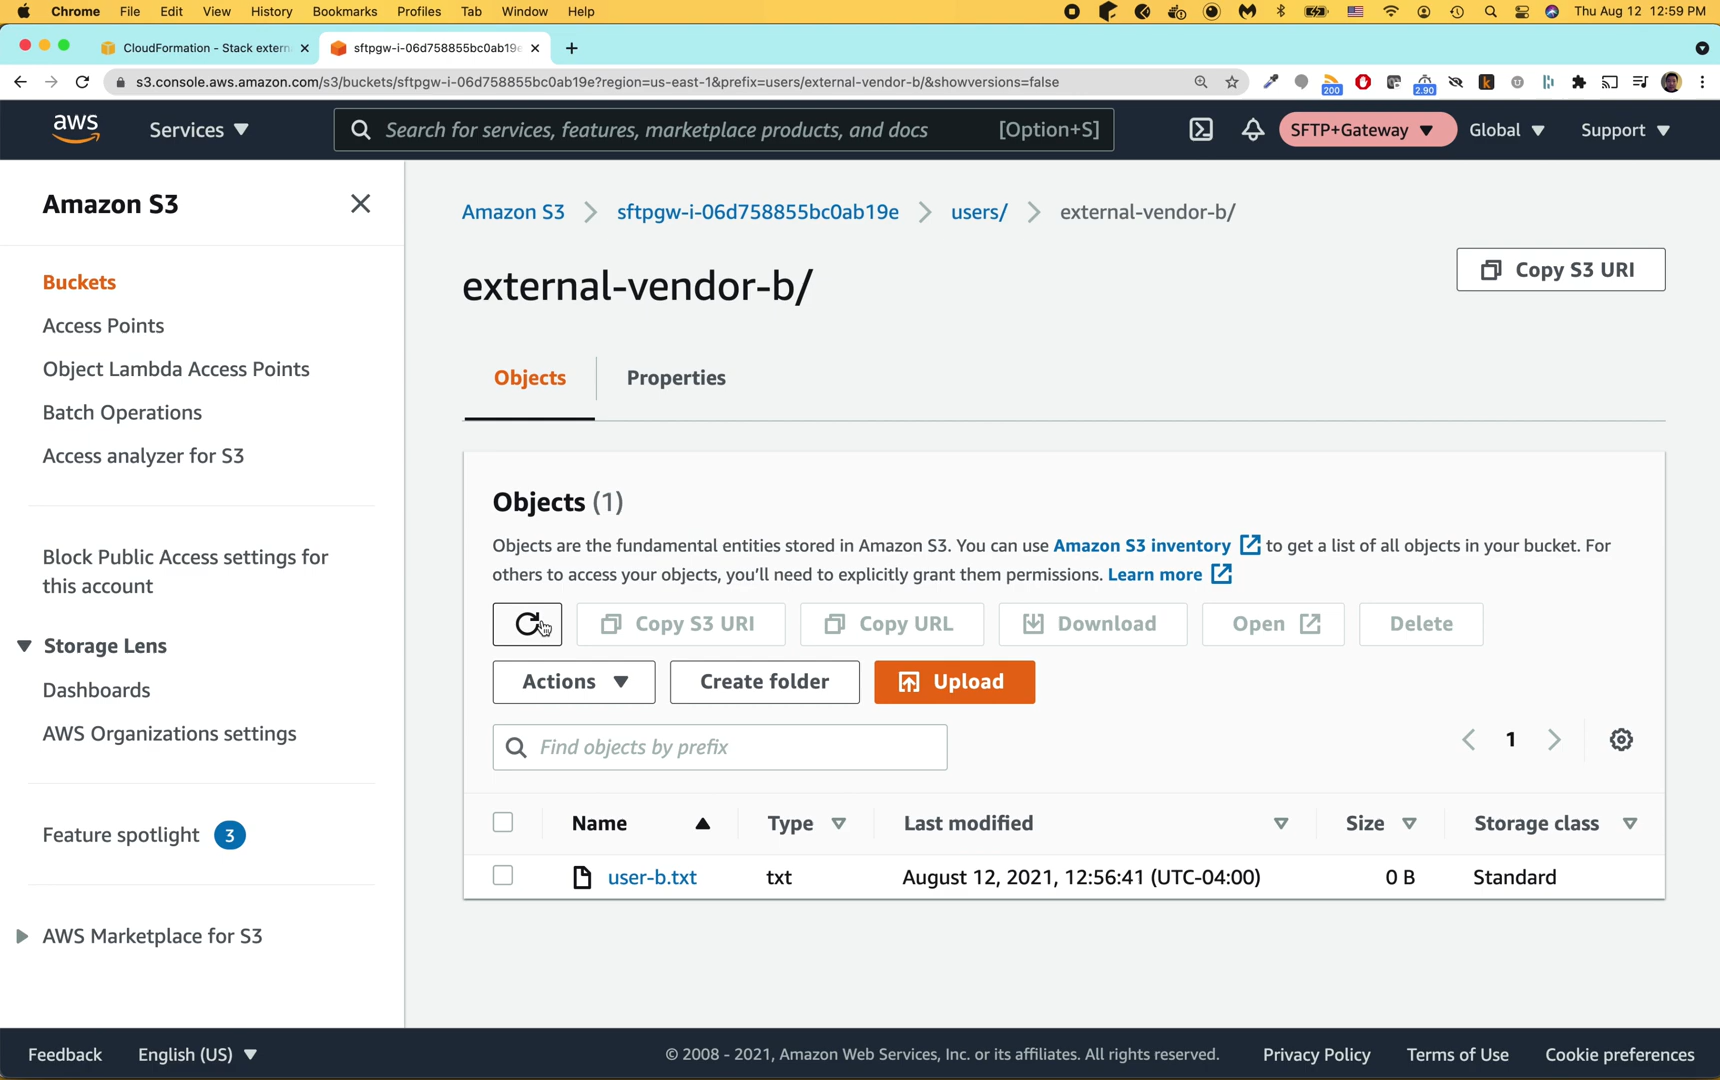 Chrome File Edit View History Bookmarks Profiles Tab Window Help Thu Aug 12 12:59 PM
CloudFormation - Stack extern sftpgw-i-06d758855bc0ab19e
s3.console.aws.amazon.com/s3/buckets/sftpgw-i-06d758855bc0ab19e?region=us-east-1&prefix=users/external-vendor-b/&showversions=false 200 2.90
aws Services Search for services, features, marketplace products, and docs [Option+S] SFTP+Gateway Global Support
Amazon S3
Buckets
Access Points
Object Lambda Access Points
Batch Operations
Access analyzer for S3
Block Public Access settings for
this account
Storage Lens
Dashboards
AWS Organizations settings
Feature spotlight 3
AWS Marketplace for S3
Amazon S3 sftpgw-i-06d758855bc0ab19e users/ external-vendor-b/
external-vendor-b/
Copy S3 URI
Objects Properties
Objects (1)
Objects are the fundamental entities stored in Amazon S3. You can use Amazon S3 inventory to get a list of all objects in your bucket. For
others to access your objects, you'll need to explicitly grant them permissions. Learn more
Copy S3 URI Copy URL Download Open Delete
Actions Create folder Upload
Find objects by prefix 1
Name Type Last modified Size Storage class
user-b.txt txt August 12, 2021, 12:56:41 (UTC-04:00) 0 B Standard
Feedback English (US) © 2008 - 2021, Amazon Web Services, Inc. or its affiliates. All rights reserved. Privacy Policy Terms of Use Cookie preferences